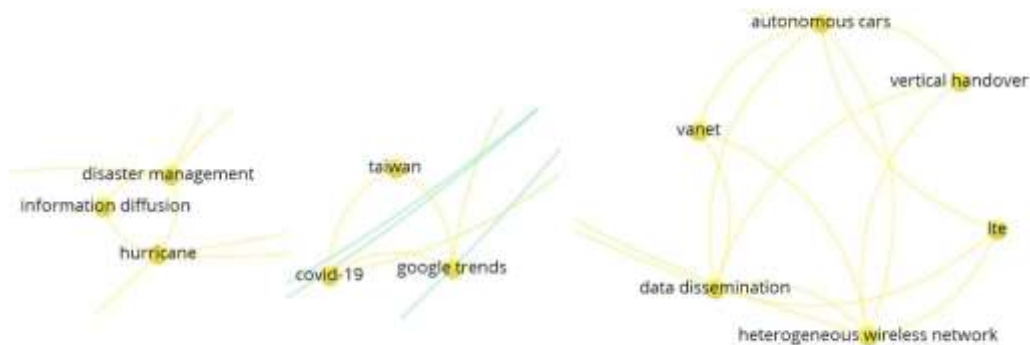 disaster management
information diffusion
hurricane
taiwan
covid-19
google trends
autonomous cars
vertical handover
vanet
lte
data dissemination
heterogeneous wireless network